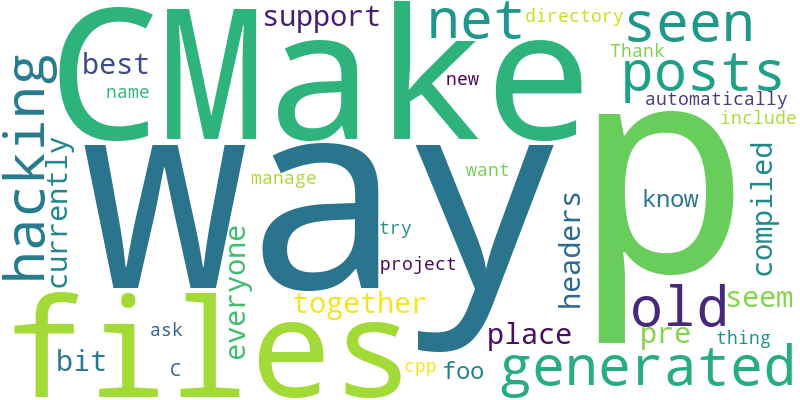 support
net
directory
seen
CMake
best
name
new
Thank
posts
automatically
include
hacking
currently
way
p
manage
want
know
compiled
try
project
headers
everyone
files
together
old
seem
place
pre
thing
bit
ask
C
cpp
foo
generated